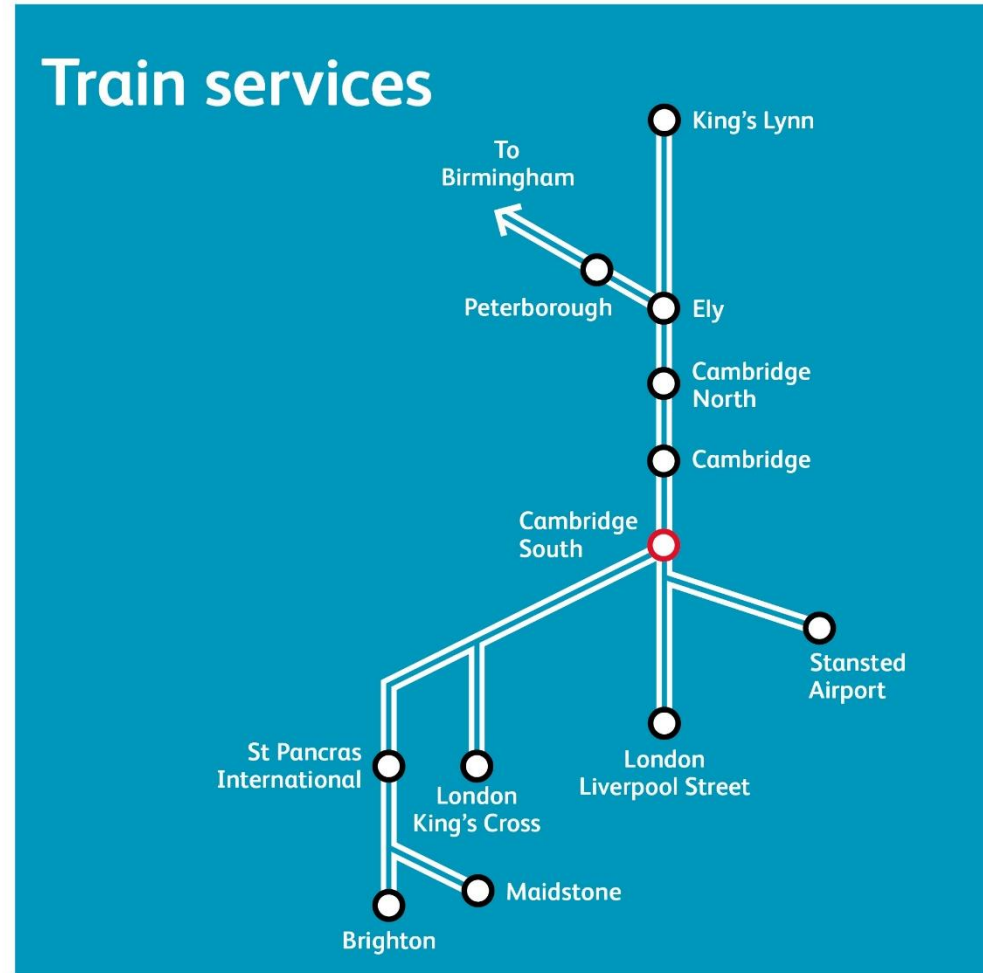 Train services
King's Lynn
To
Birmingham
Peterborough
Ely
Cambridge
North
Cambridge
Cambridge
South
Stansted
Airport
St Pancras
International
London
King's Cross
London
Liverpool Street
Maidstone
Brighton